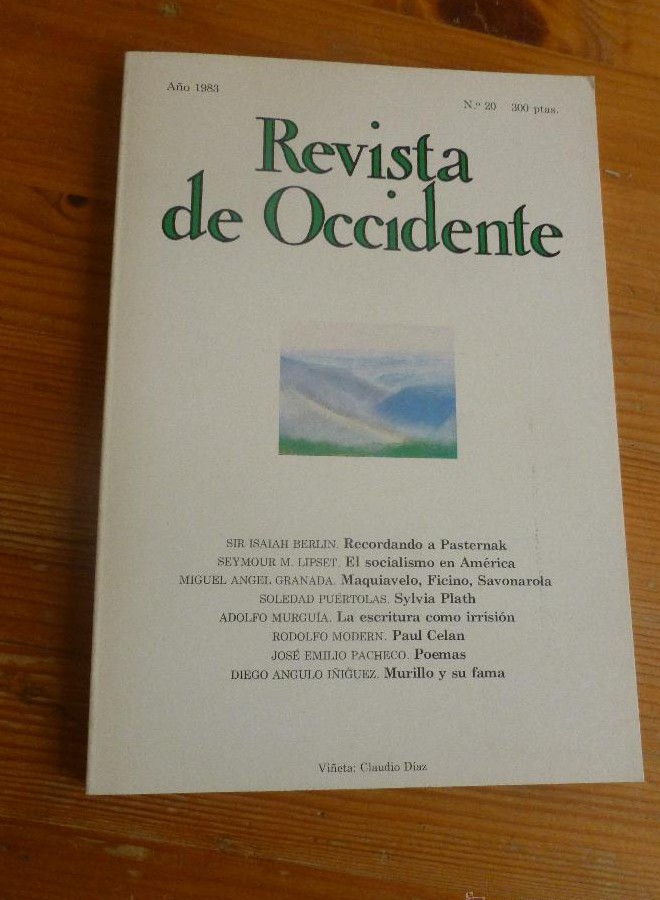 Año 1983
N.º 20 300 ptas.
Revista
de Occidente
SIR ISAIAH BERLIN. Recordando a Pasternak
SEYMOUR M. LIPSET. El socialismo en América
MIGUEL ANGEL GRANADA. Maquiavelo, Ficino, Savonarola
SOLEDAD PUÉRTOLAS. Sylvia Plath
ADOLFO MURGUÍA. La escritura como irrisión
RODOLFO MODERN. Paul Celan
JOSÉ EMILIO PACHECO. Poemas
DIEGO ANGULO IÑIGUEZ. Murillo y su fama
Viñeta: Claudio Díaz